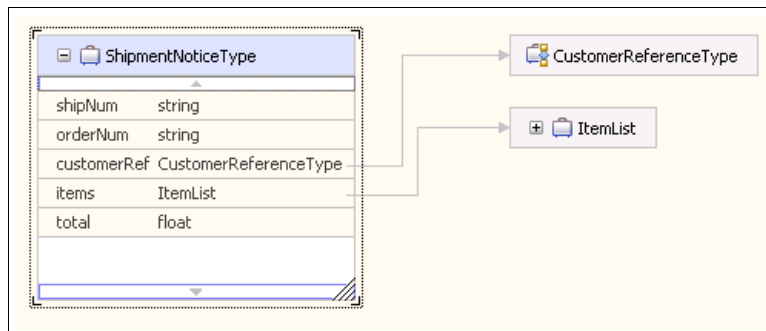 ShipmentNoticeType
shipNum string
orderNum string
customerRef CustomerReferenceType
items ItemList
total float
CustomerReferenceType
ItemList